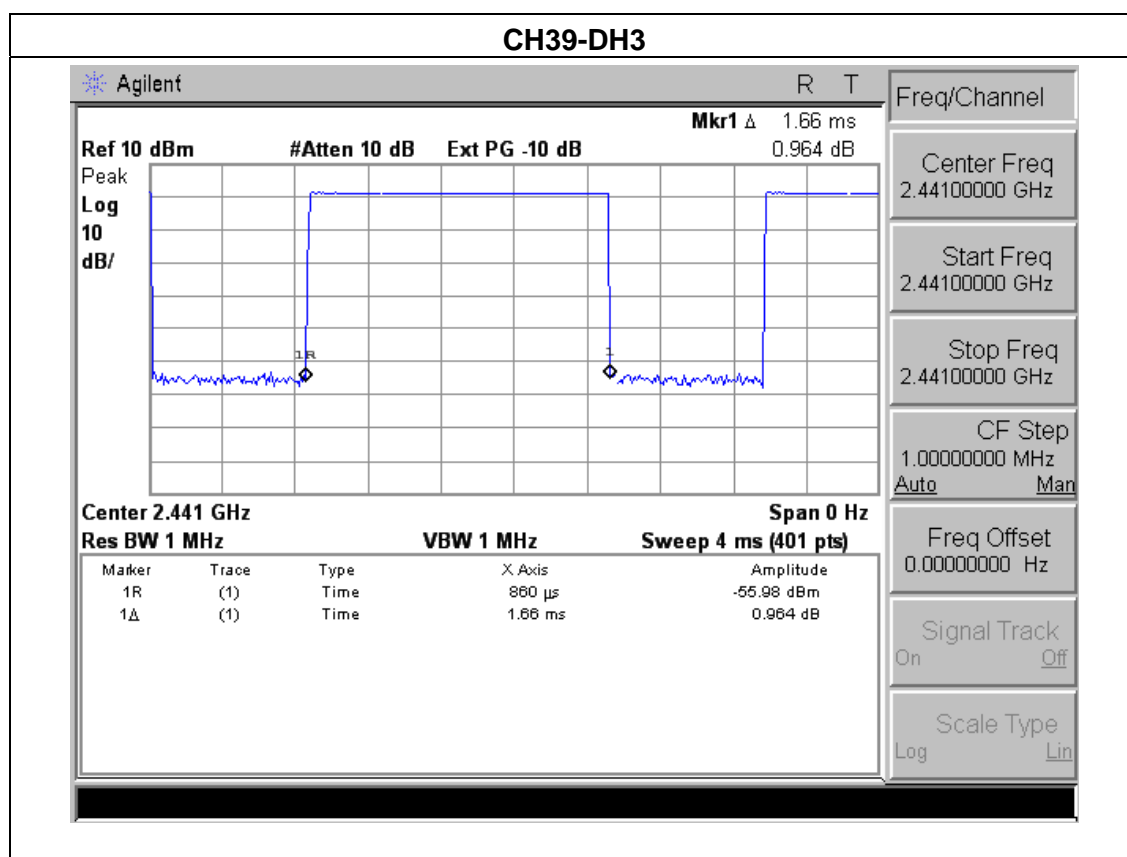 CH39-DH3
Agilent R T
Mkr1 Δ 1.66 ms
Ref 10 dBm #Atten 10 dB Ext PG -10 dB 0.964 dB
Peak
Log
10
dB/
1R
1
Center 2.441 GHz Span 0 Hz
Res BW 1 MHz VBW 1 MHz Sweep 4 ms (401 pts)
Marker Trace Type X Axis Amplitude
1R (1) Time 860 µs -55.98 dBm
1Δ (1) Time 1.66 ms 0.964 dB
Freq/Channel
Center Freq
2.44100000 GHz
Start Freq
2.44100000 GHz
Stop Freq
2.44100000 GHz
CF Step
1.00000000 MHz
Auto Man
Freq Offset
0.00000000 Hz
Signal Track
On Off
Scale Type
Log Lin